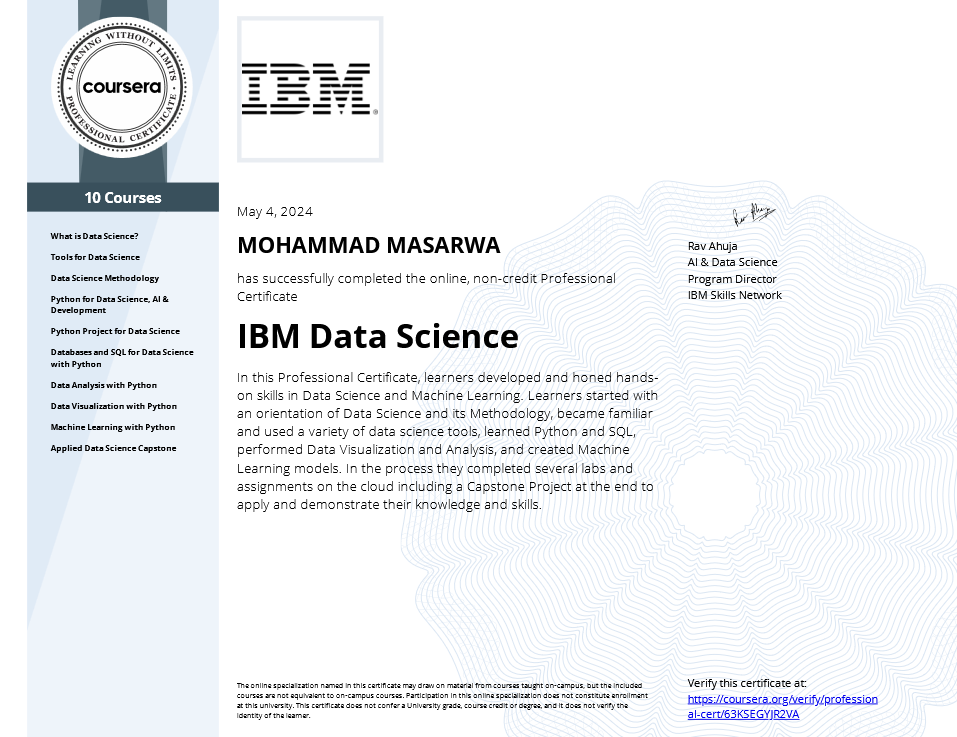 LEARNING WITHOUT LIMITS
coursera
PROFESSIONAL CERTIFICATE
IBM®
10 Courses
What is Data Science?
Tools for Data Science
Data Science Methodology
Python for Data Science, AI &
Development
Python Project for Data Science
Databases and SQL for Data Science
with Python
Data Analysis with Python
Data Visualization with Python
Machine Learning with Python
Applied Data Science Capstone
May 4, 2024
MOHAMMAD MASARWA
has successfully completed the online, non-credit Professional
Certificate
IBM Data Science
In this Professional Certificate, learners developed and honed hands-
on skills in Data Science and Machine Learning. Learners started with
an orientation of Data Science and its Methodology, became familiar
and used a variety of data science tools, learned Python and SQL,
performed Data Visualization and Analysis, and created Machine
Learning models. In the process they completed several labs and
assignments on the cloud including a Capstone Project at the end to
apply and demonstrate their knowledge and skills.
Rav Ahuja
Rav Ahuja
AI & Data Science
Program Director
IBM Skills Network
The online specialization named in this certificate may draw on material from courses taught on-campus, but the included
courses are not equivalent to on-campus courses. Participation in this online specialization does not constitute enrollment
at this university. This certificate does not confer a University grade, course credit or degree, and it does not verify the
identity of the learner.
Verify this certificate at:
https://coursera.org/verify/profession
al-cert/63KSEGYJR2VA